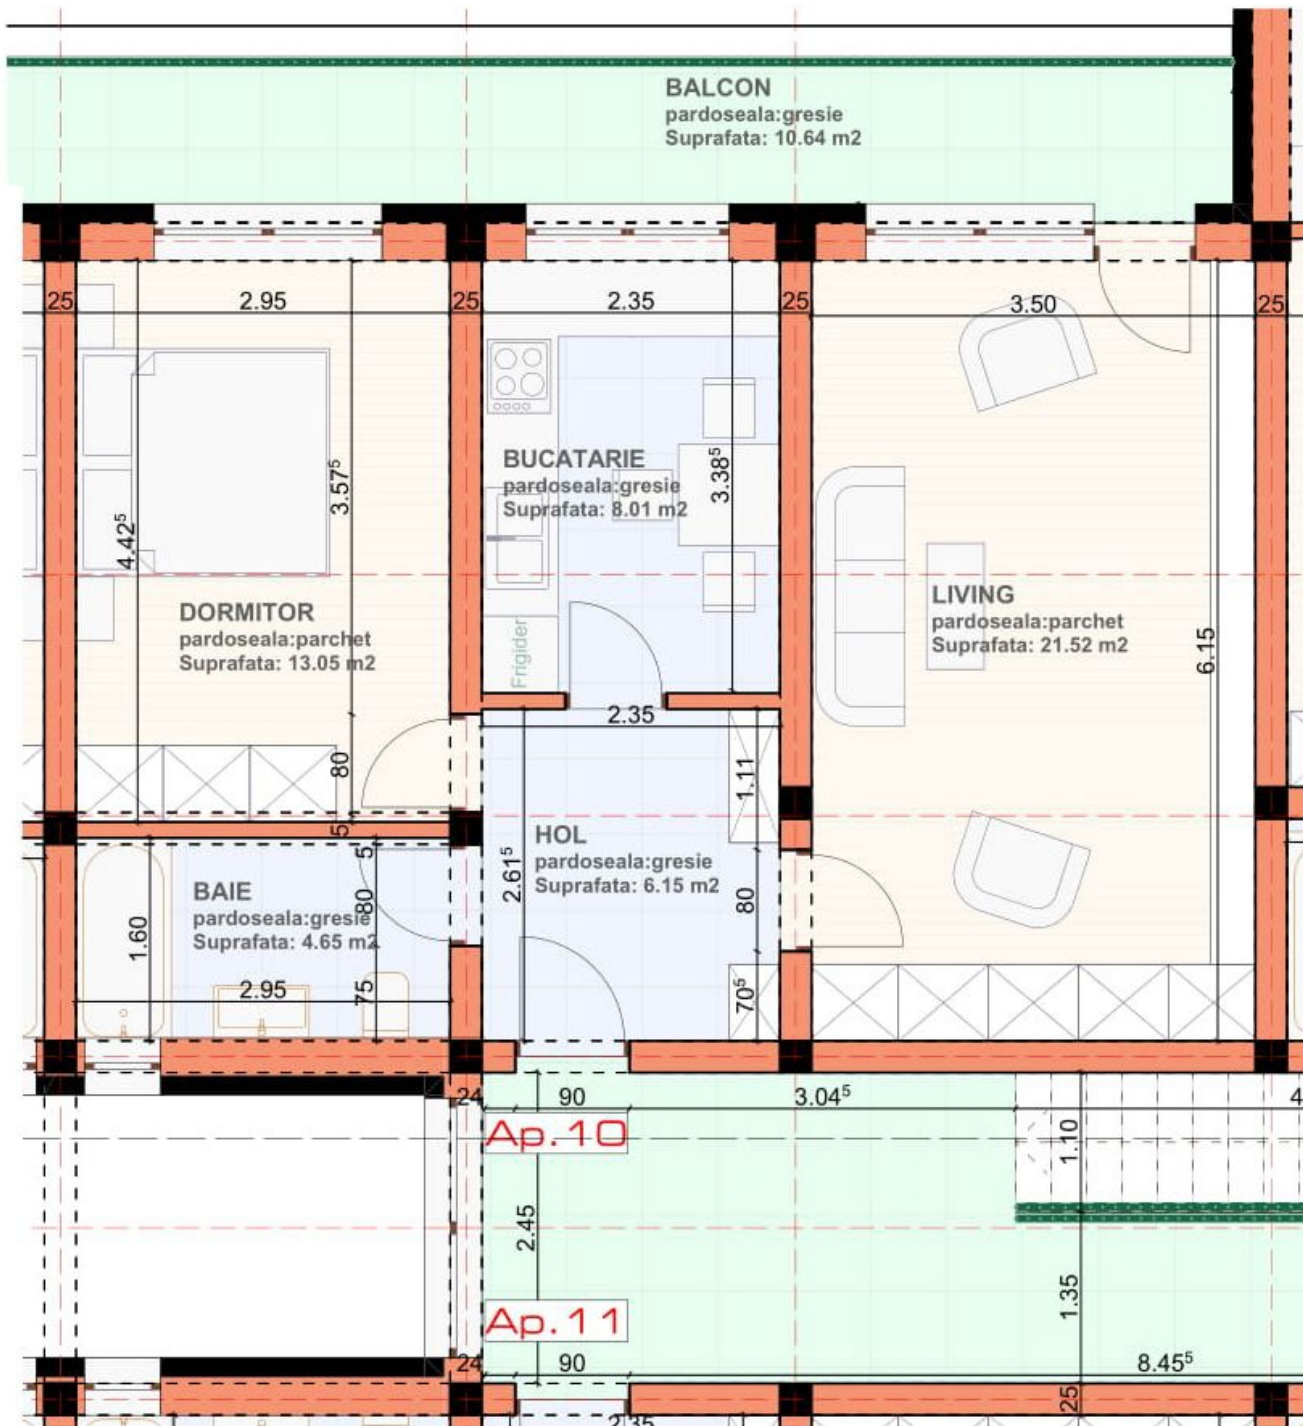 BALCON
pardoseala:gresie
Suprafata: 10.64 m2
25
2.95
25
2.35
25
3.50
25
BUCATARIE
pardoseala:gresie
Suprafata: 8.01 m2
3.38⁵
3.57⁵
4.42⁵
DORMITOR
pardoseala:parchet
Suprafata: 13.05 m2
Frigider
LIVING
pardoseala:parchet
Suprafata: 21.52 m2
6.15
2.35
80
1.11
5
5
HOL
pardoseala:gresie
Suprafata: 6.15 m2
2.61⁵
BAIE
pardoseala:gresie
Suprafata: 4.65 m2
80
80
1.60
2.95
75
70⁵
24
90
3.04⁵
4
Ap.10
1.10
2.45
1.35
Ap.11
24
90
8.45⁵
25
2.35